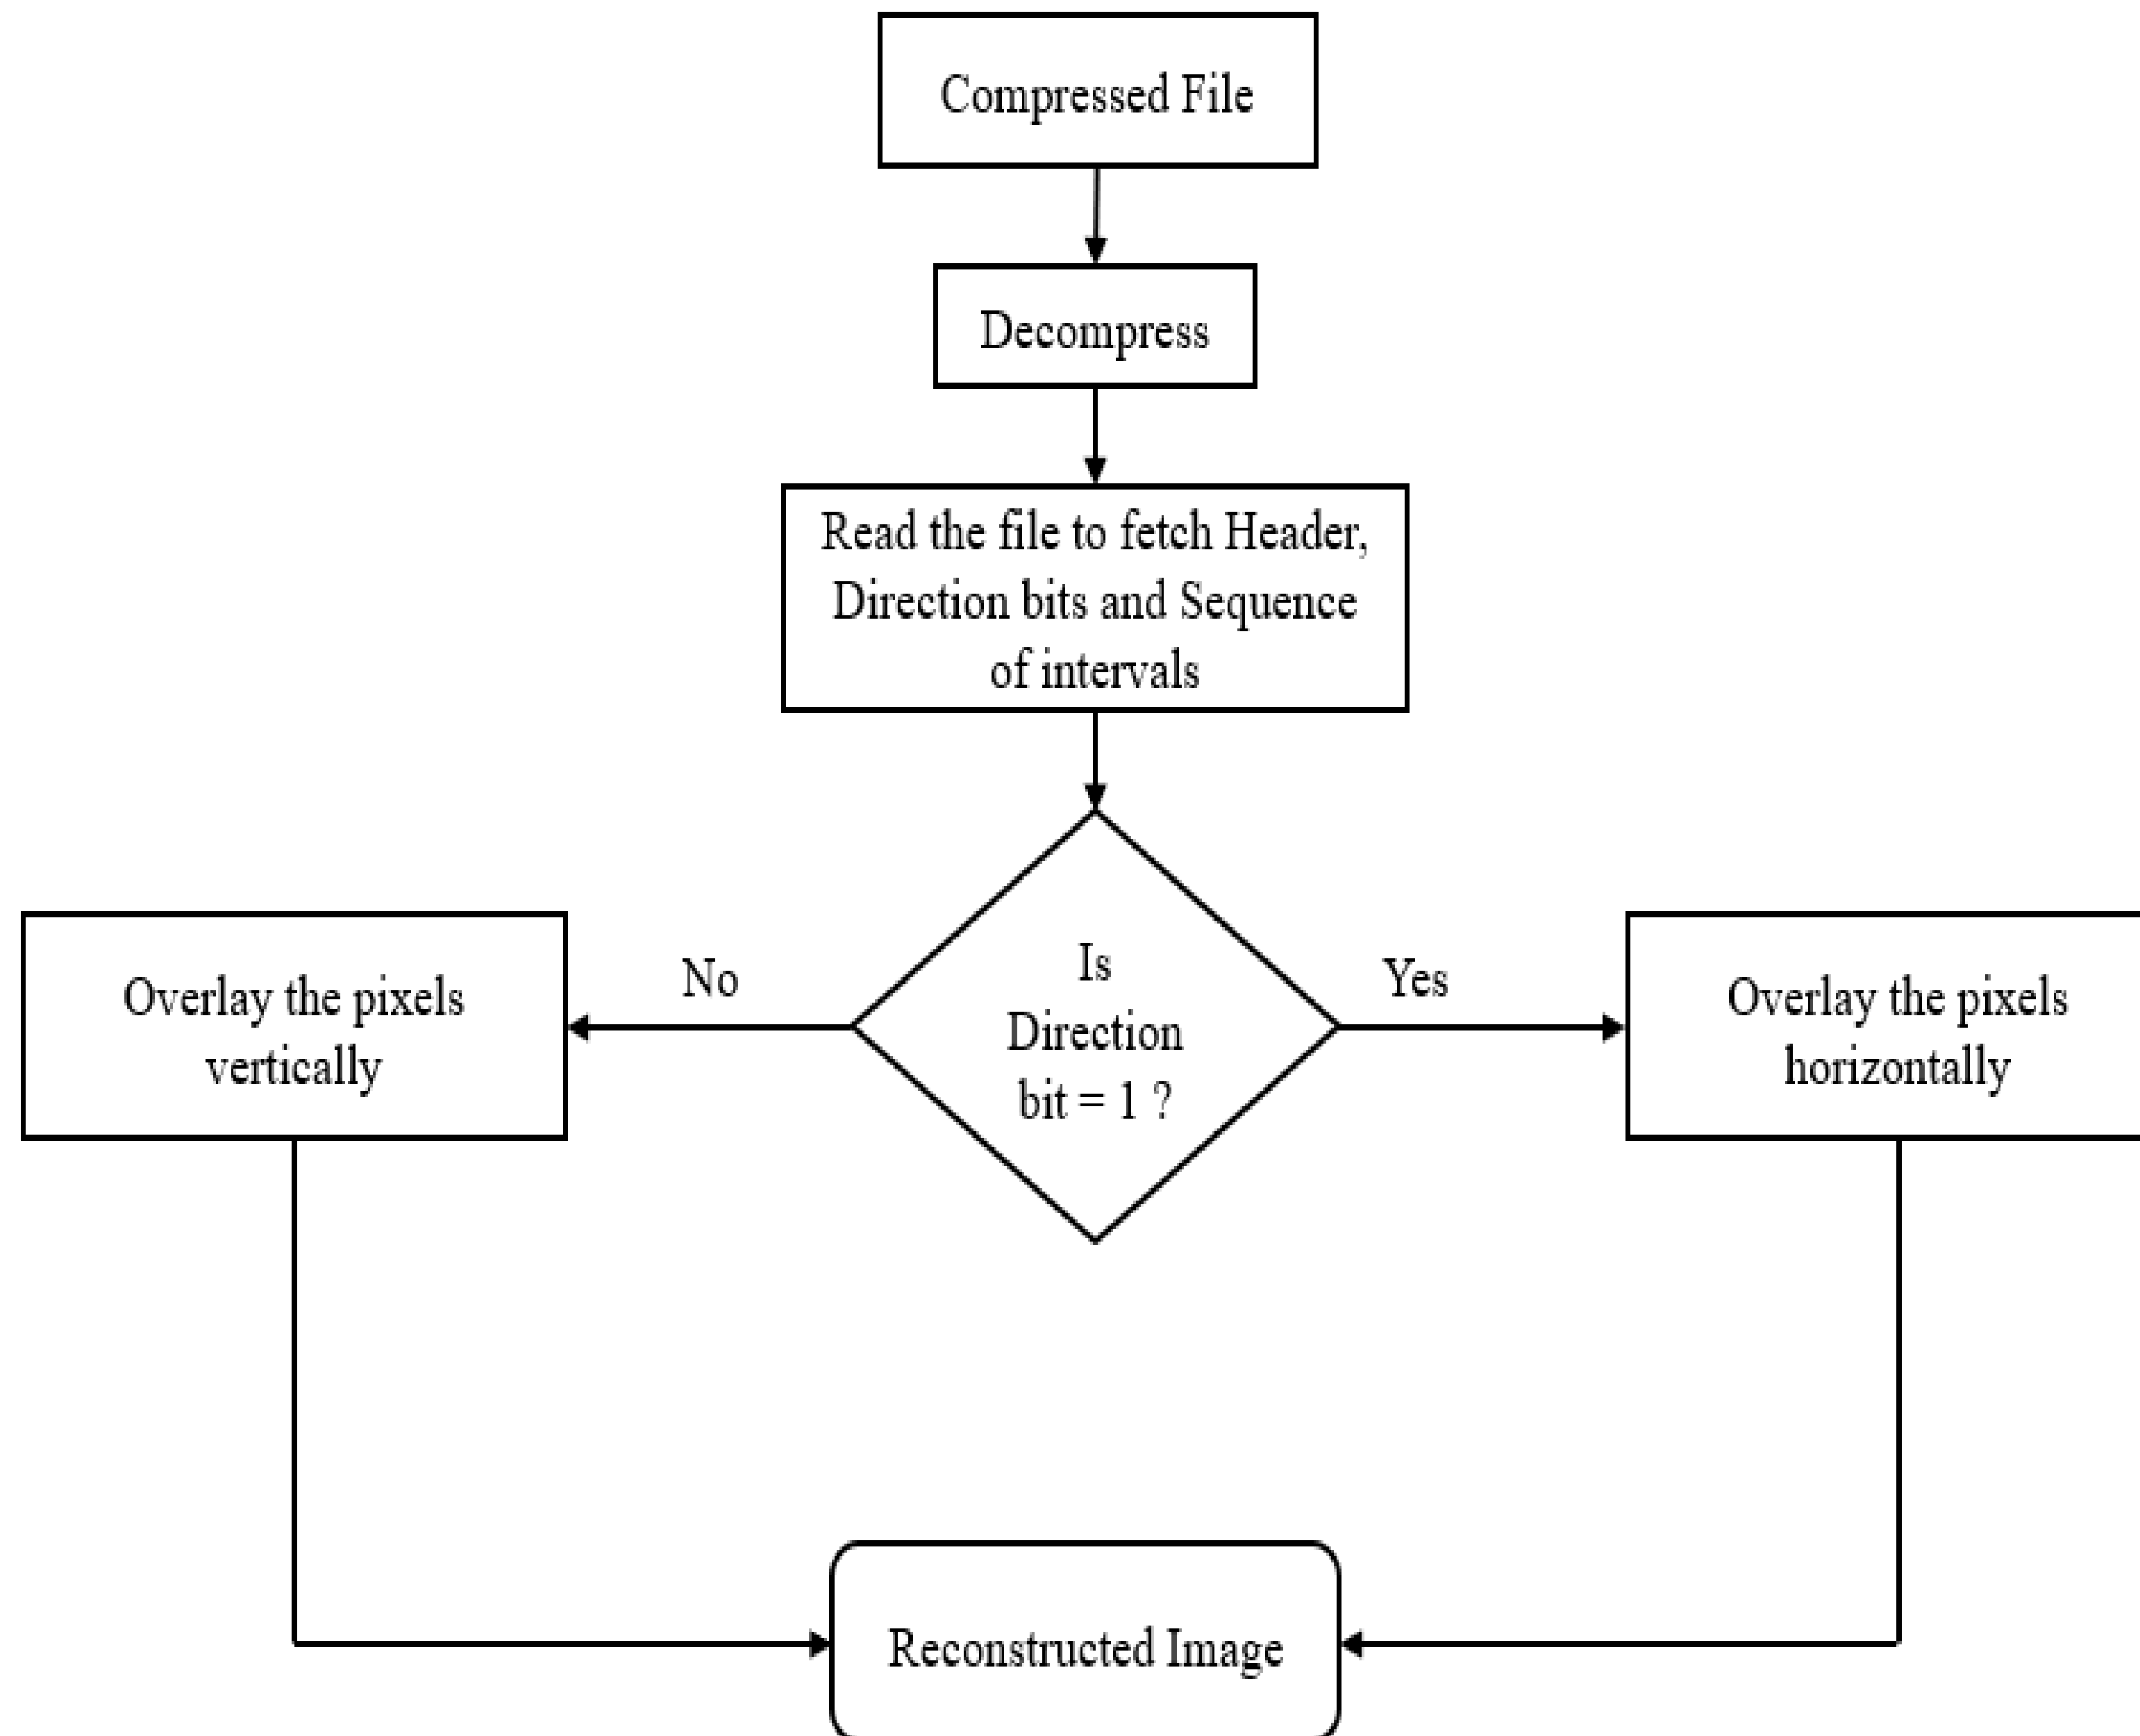 Compressed File
Decompress
Read the file to fetch Header,
Direction bits and Sequence
of intervals
Is
Direction
bit = 1 ?
No
Yes
Overlay the pixels
vertically
Overlay the pixels
horizontally
Reconstructed Image